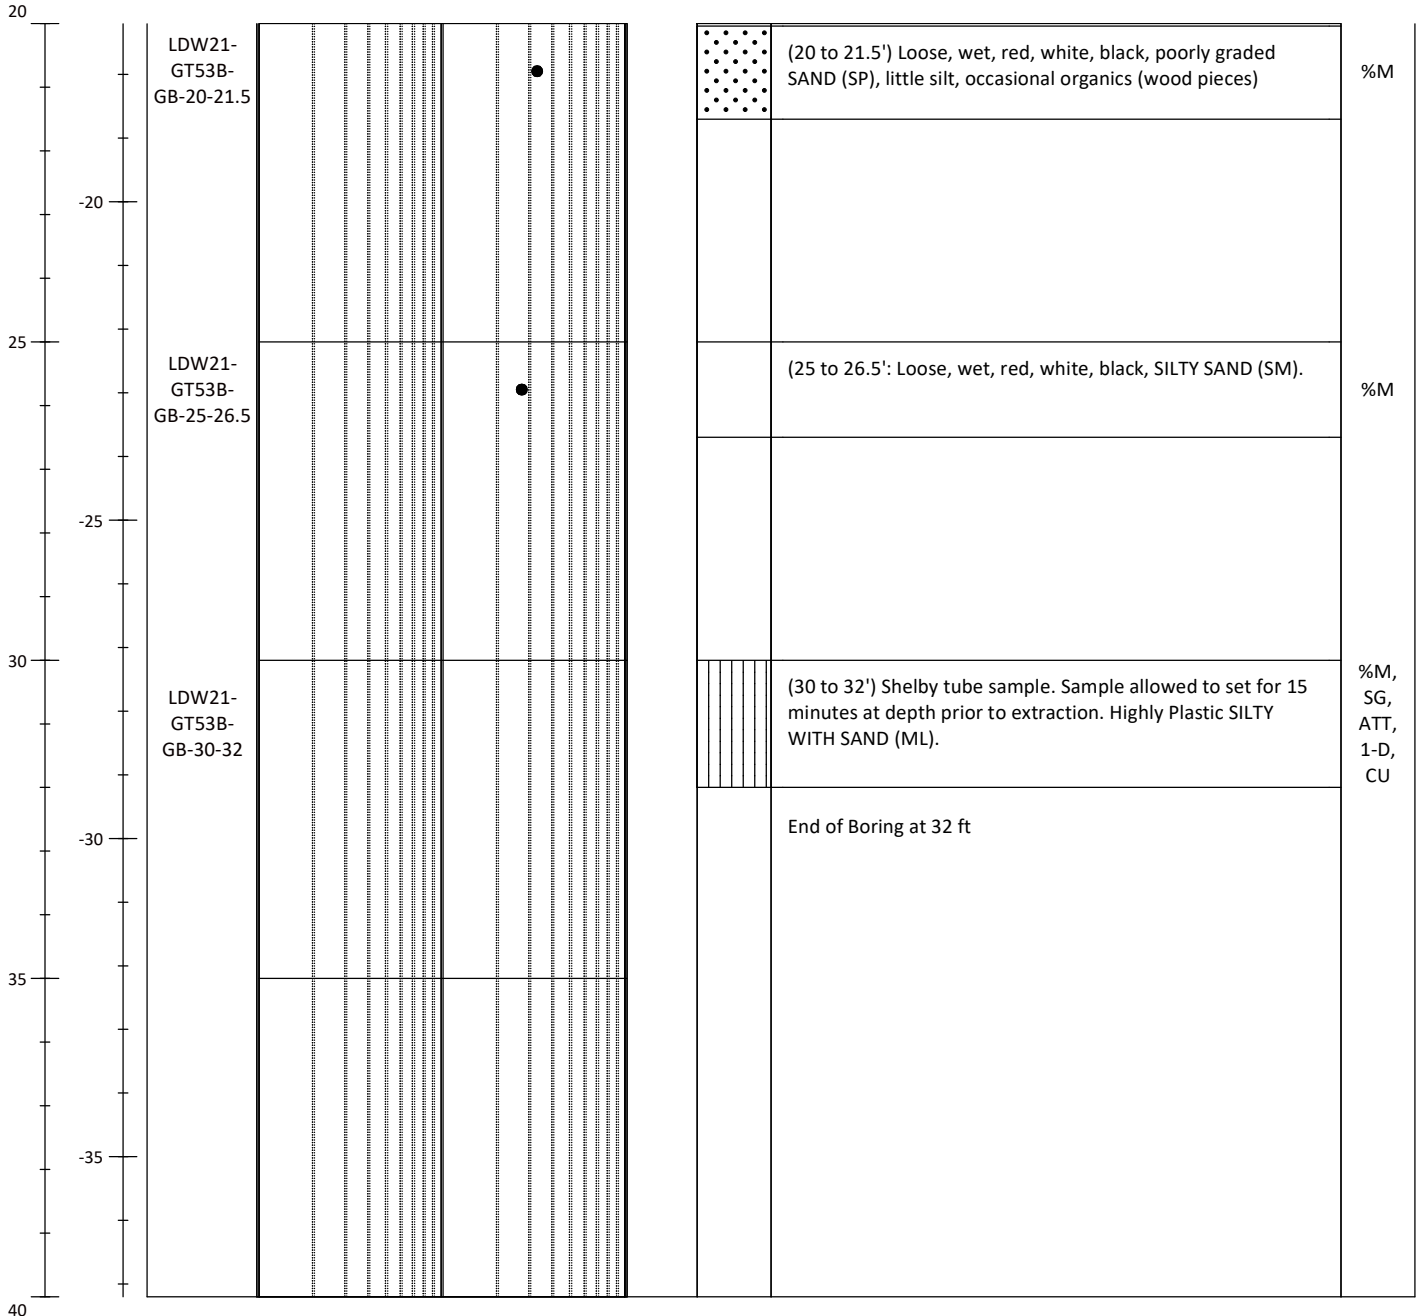 20
LDW21-
GT53B-
GB-20-21.5
(20 to 21.5') Loose, wet, red, white, black, poorly graded
SAND (SP), little silt, occasional organics (wood pieces)
%M
-20
25
LDW21-
GT53B-
GB-25-26.5
(25 to 26.5': Loose, wet, red, white, black, SILTY SAND (SM).
%M
-25
30
LDW21-
GT53B-
GB-30-32
(30 to 32') Shelby tube sample. Sample allowed to set for 15
minutes at depth prior to extraction. Highly Plastic SILTY
WITH SAND (ML).
%M,
SG,
ATT,
1-D,
CU
-30
End of Boring at 32 ft
35
-35
40